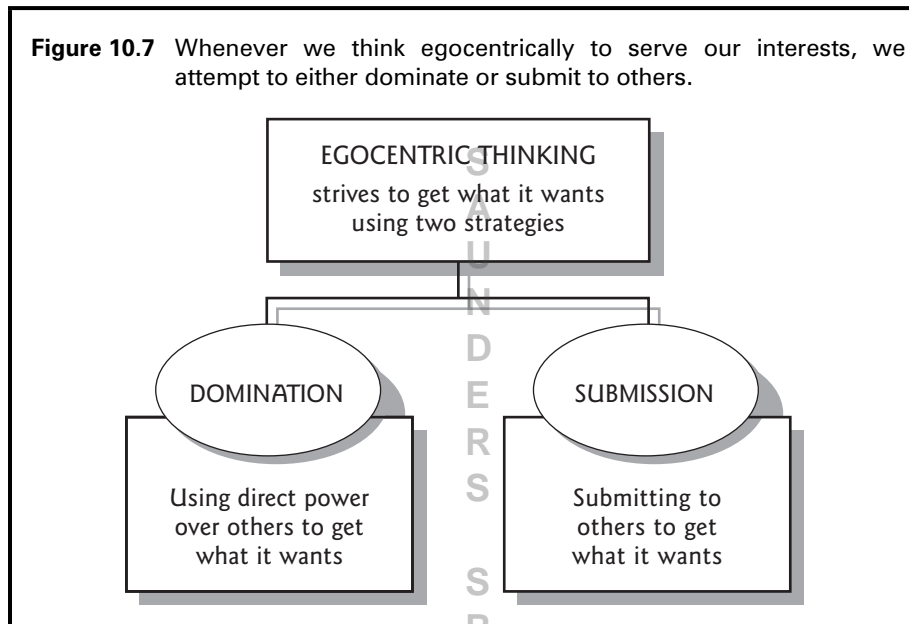 Figure 10.7 Whenever we think egocentrically to serve our interests, we
attempt to either dominate or submit to others.
EGOCENTRIC THINKING
strives to get what it wants
using two strategies
DOMINATION
Using direct power
over others to get
what it wants
SUBMISSION
Submitting to
others to get
what it wants
SAUNDERS S